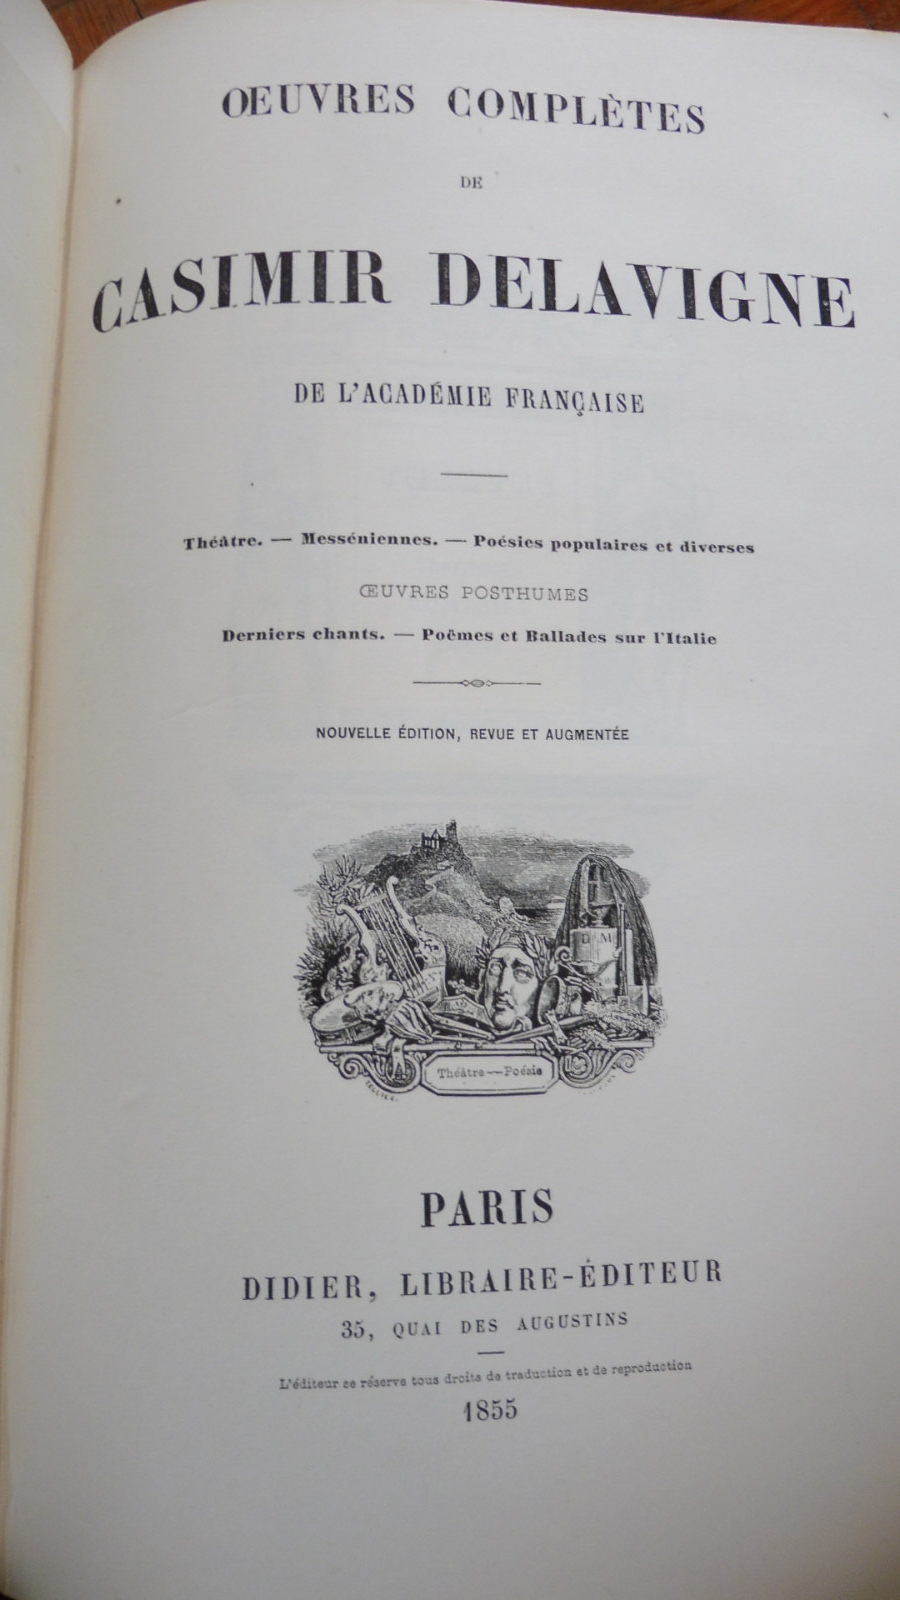 ŒUVRES COMPLÈTES
DE
CASIMIR DELAVIGNE
DE L'ACADÉMIE FRANÇAISE
Théâtre. — Messéniennes. — Poésies populaires et diverses
ŒUVRES POSTHUMES
Derniers chants. — Poëmes et Ballades sur l'Italie
NOUVELLE ÉDITION, REVUE ET AUGMENTÉE
D M
Théâtre — Poésie
PARIS
DIDIER, LIBRAIRE-ÉDITEUR
35, QUAI DES AUGUSTINS
L'éditeur se réserve tous droits de traduction et de reproduction
1855